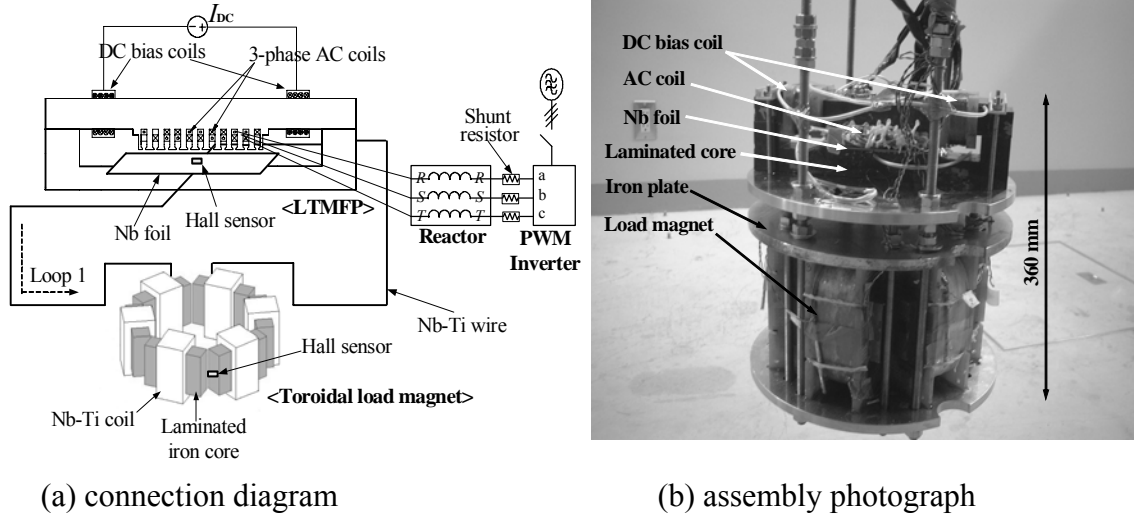 I_DC
DC bias coils
3-phase AC coils
Shunt
resistor
R
R
a
S
S
b
T
T
c
Hall sensor
<LTMFP>
Nb foil
Reactor
PWM
Inverter
Loop 1
Nb-Ti wire
Hall sensor
<Toroidal load magnet>
Nb-Ti coil
Laminated
iron core
(a) connection diagram
DC bias coil
AC coil
Nb foil
Laminated core
Iron plate
Load magnet
360 mm
(b) assembly photograph